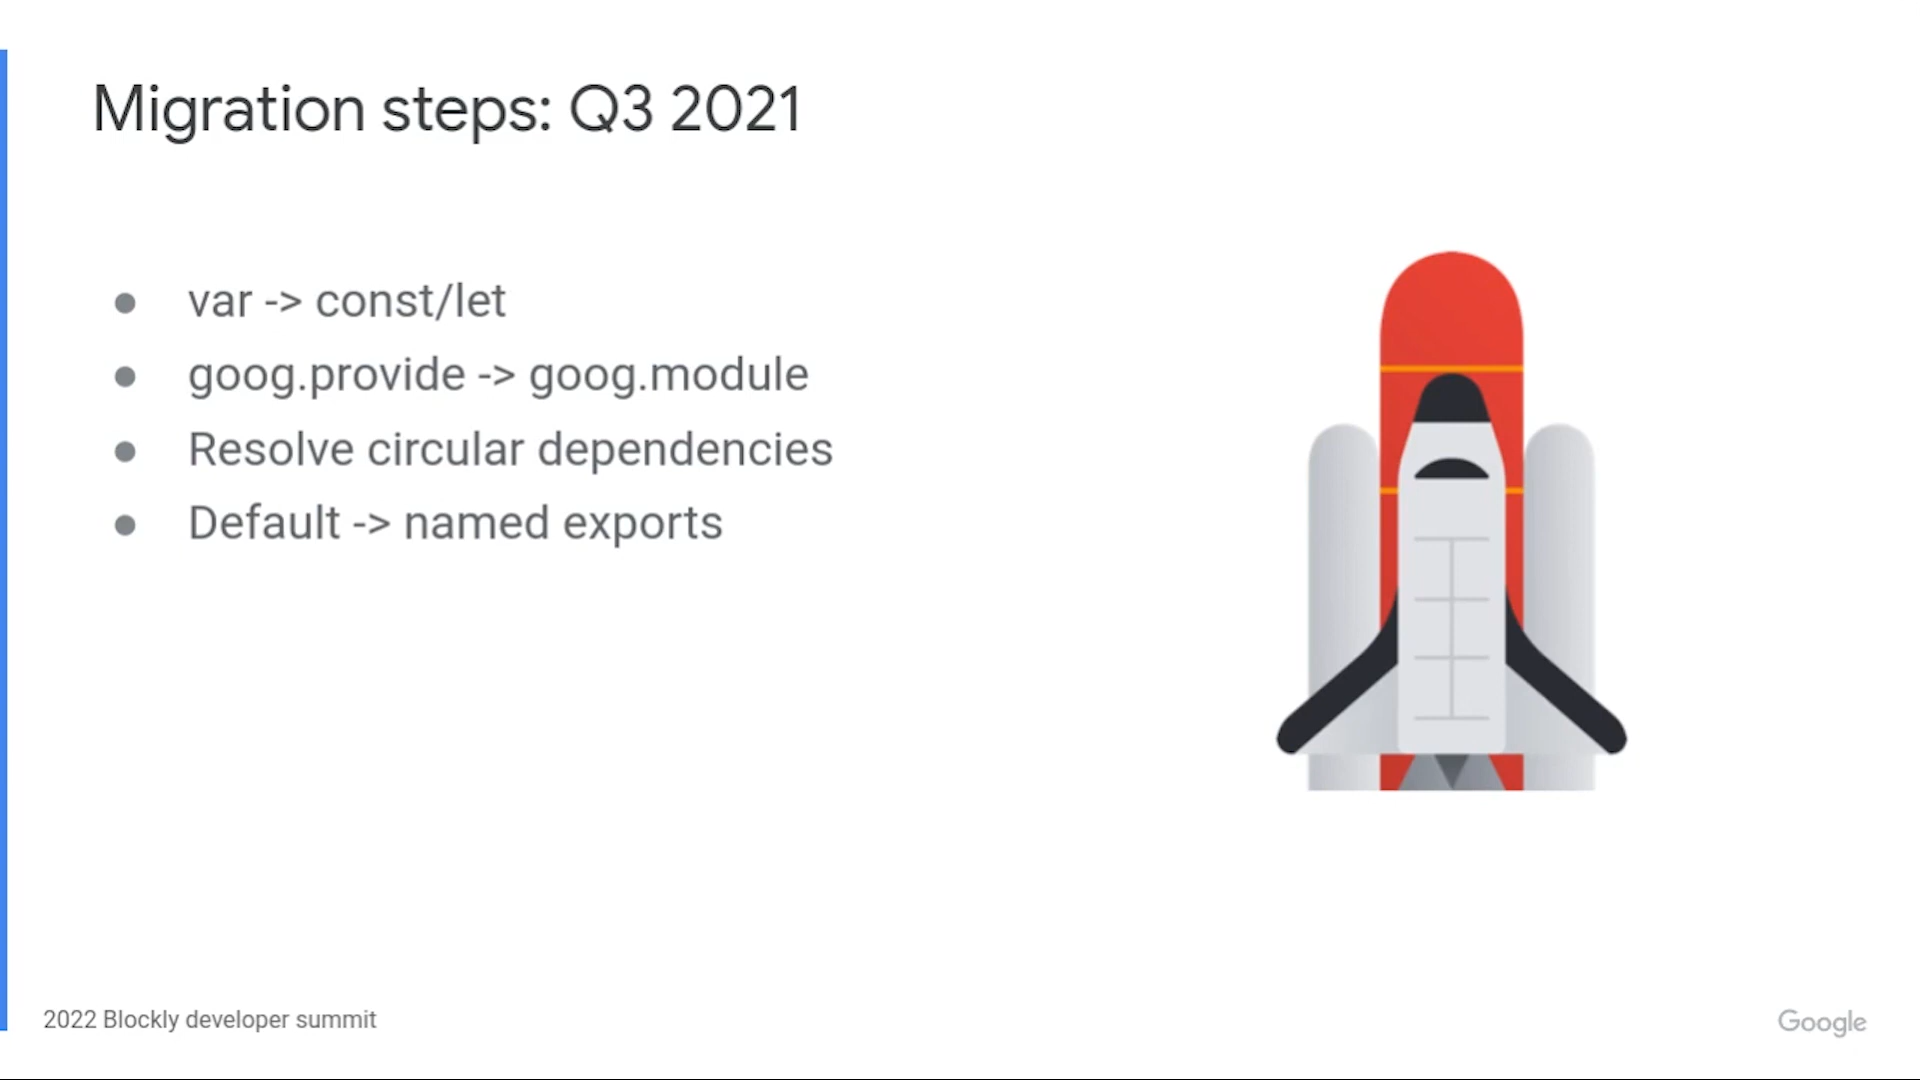 Migration steps: Q3 2021
● var -> const/let
● goog.provide -> goog.module
● Resolve circular dependencies
● Default -> named exports
2022 Blockly developer summit
Google